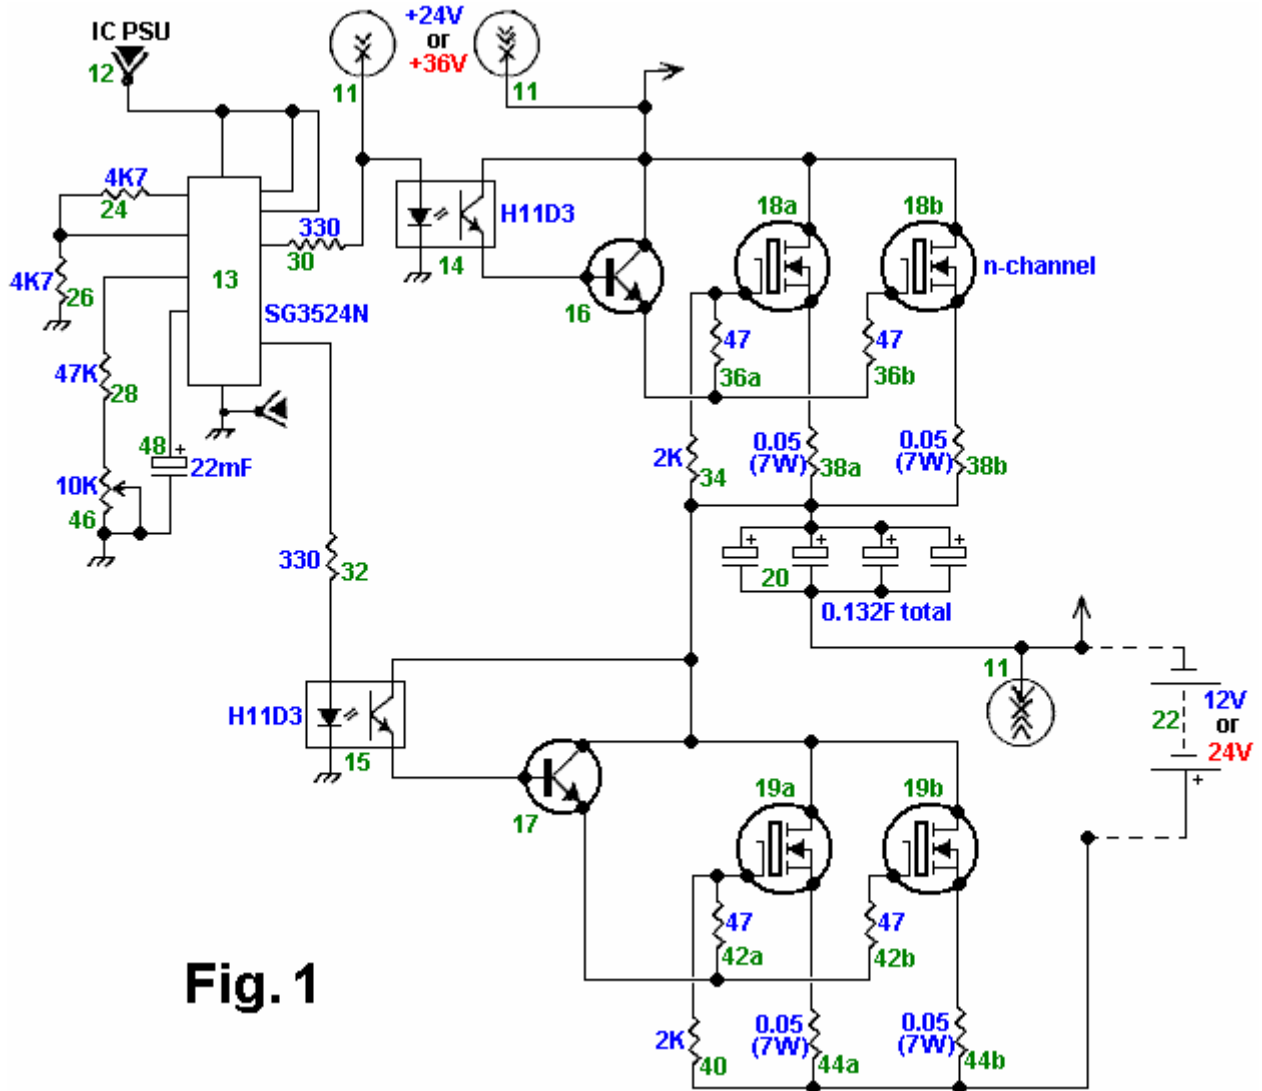 IC PSU
12
+24V
or
+36V
11
11
4K7
24
330
30
H11D3
14
18a
18b
n-channel
4K7
26
13
SG3524N
16
47
36a
47
36b
47K
28
48
+
22mF
10K
46
2K
34
0.05
(7W)
38a
0.05
(7W)
38b
330
32
+
+
+
+
20
0.132F total
11
12V
or
24V
22
+
H11D3
15
17
19a
19b
47
42a
47
42b
Fig. 1
2K
40
0.05
(7W)
44a
0.05
(7W)
44b